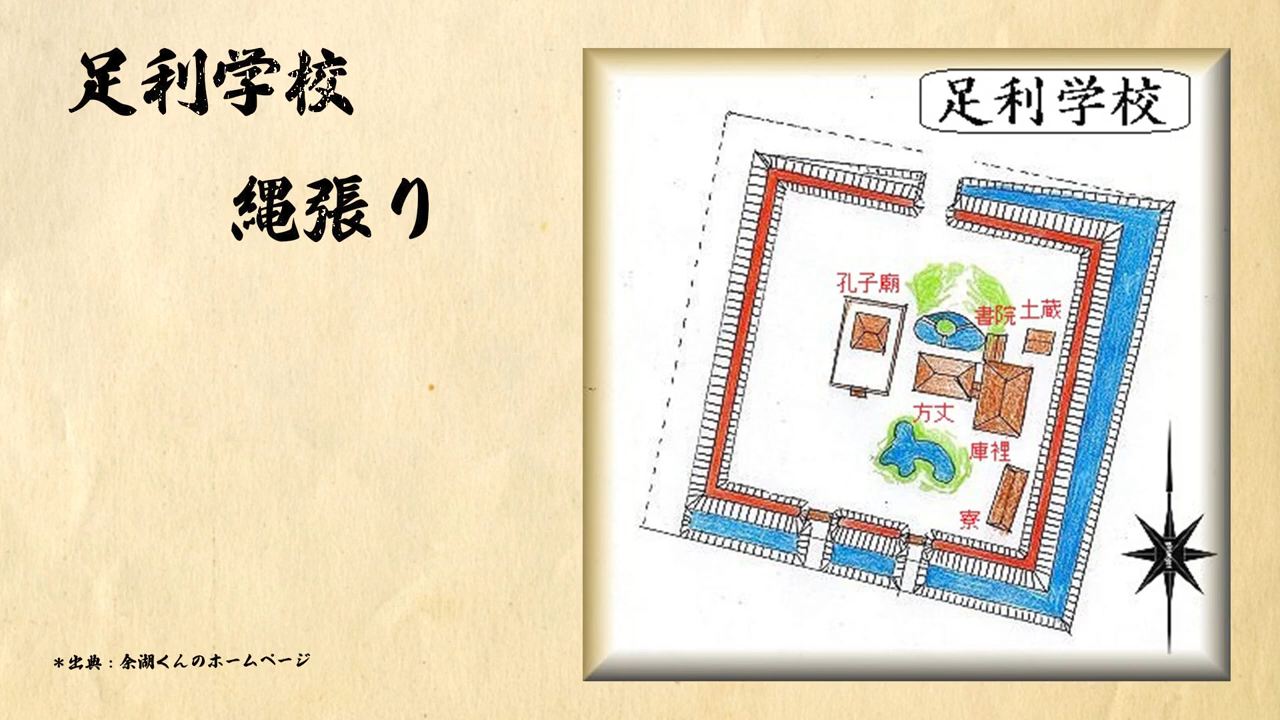 足利学校
縄張り
足利学校
孔子廟
書院
土蔵
方丈
庫裡
寮
*出典：余湖くんのホームページ